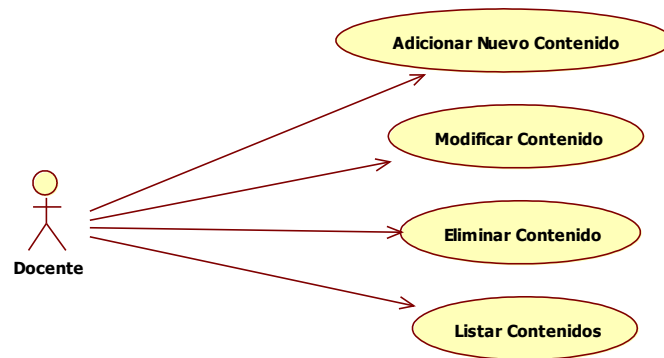 Adicionar Nuevo Contenido
Modificar Contenido
Eliminar Contenido
Docente
Listar Contenidos